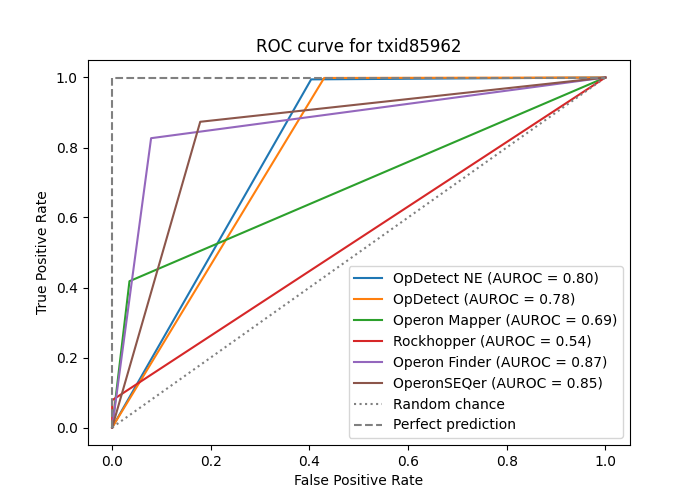 ROC curve for txid85962
True Positive Rate
1.0
0.8
0.6
0.4
0.2
0.0
OpDetect NE (AUROC = 0.80)
OpDetect (AUROC = 0.78)
Operon Mapper (AUROC = 0.69)
Rockhopper (AUROC = 0.54)
Operon Finder (AUROC = 0.87)
OperonSEQer (AUROC = 0.85)
Random chance
Perfect prediction
0.0 0.2 0.4 0.6 0.8 1.0
False Positive Rate